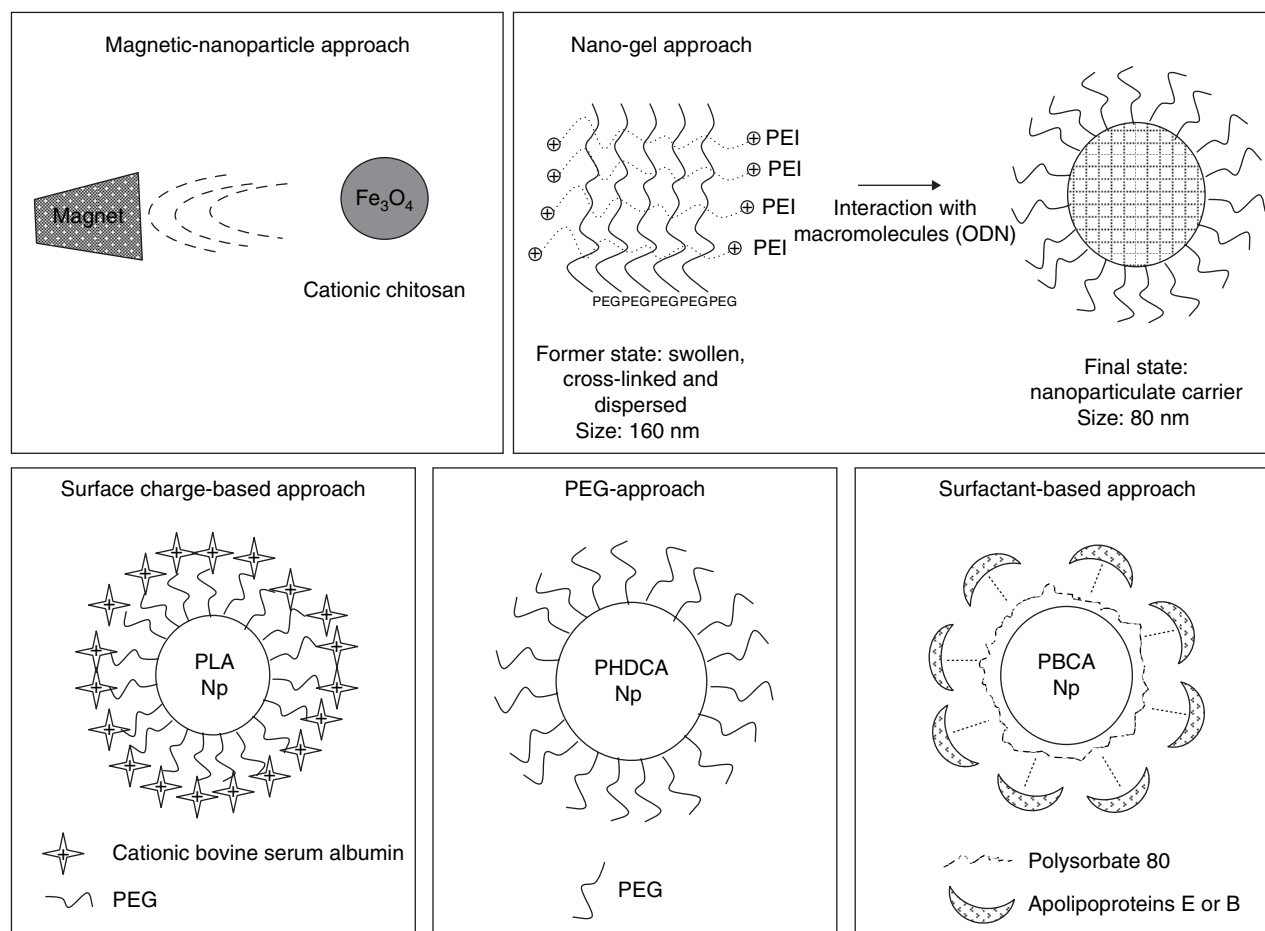 Magnetic-nanoparticle approach
Magnet
Fe₃O₄
Cationic chitosan
Nano-gel approach
⊕ ⊕ PEI
⊕ ⊕ PEI
⊕ ⊕ PEI
⊕ ⊕ PEI
PEGPEGPEGPEGPEG
Interaction with
macromolecules (ODN)
Former state: swollen,
cross-linked and
dispersed
Size: 160 nm
Final state:
nanoparticulate carrier
Size: 80 nm
Surface charge-based approach
PLA
Np
Cationic bovine serum albumin
PEG
PEG-approach
PHDCA
Np
PEG
Surfactant-based approach
PBCA
Np
Polysorbate 80
Apolipoproteins E or B